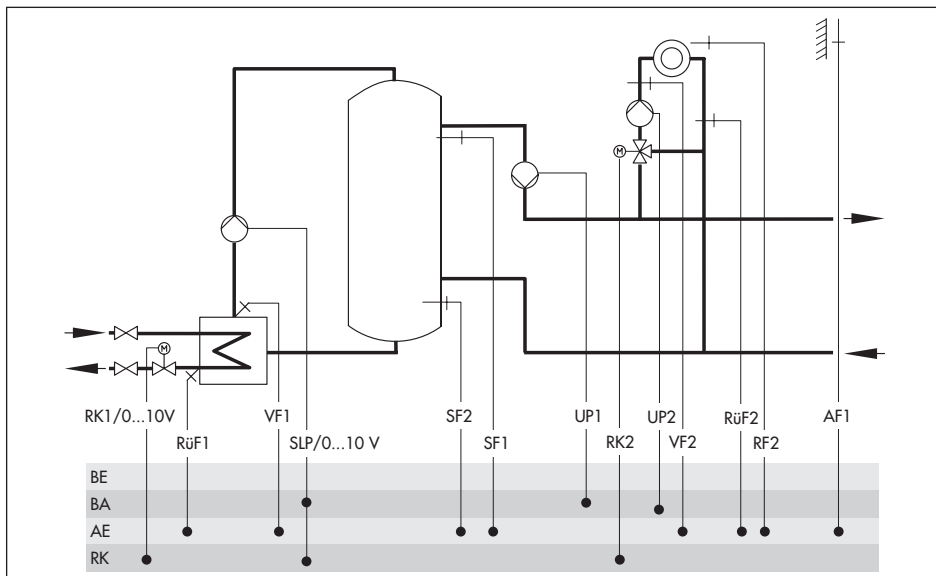 M
M
RK1/0...10V
VF1
SF2
UP1
UP2
RüF2
AF1
RüF1
SLP/0...10 V
SF1
RK2
VF2
RF2
BE
BA
AE
RK